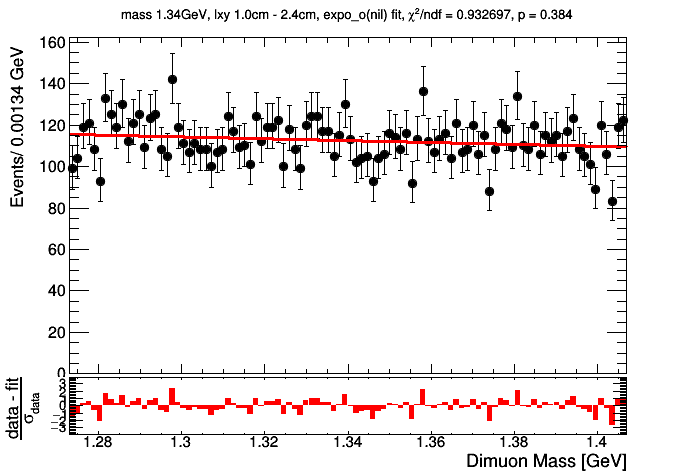 mass 1.34GeV, lxy 1.0cm - 2.4cm, expo_o(nil) fit, χ²/ndf = 0.932697, p = 0.384
Events/ 0.00134 GeV
160
140
120
100
80
60
40
20
0
data - fit
σdata
3
2
1
0
−1
−2
−3
1.28 1.3 1.32 1.34 1.36 1.38 1.4
Dimuon Mass [GeV]